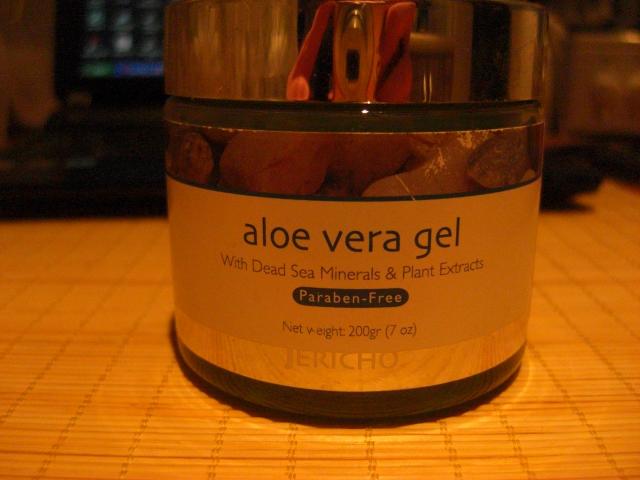 aloe vera gel
With Dead Sea Minerals & Plant Extracts
Paraben-Free
Net weight: 200gr (7 oz)
JERICHO